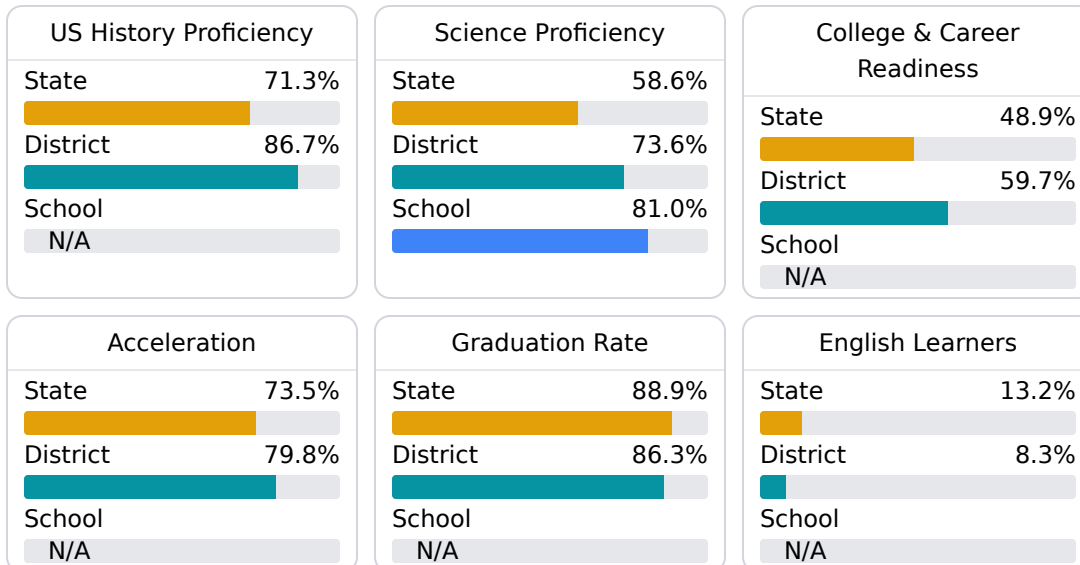 US History Proficiency
State 71.3%
District 86.7%
School
N/A
Science Proficiency
State 58.6%
District 73.6%
School 81.0%
College & Career
Readiness
State 48.9%
District 59.7%
School
N/A
Acceleration
State 73.5%
District 79.8%
School
N/A
Graduation Rate
State 88.9%
District 86.3%
School
N/A
English Learners
State 13.2%
District 8.3%
School
N/A